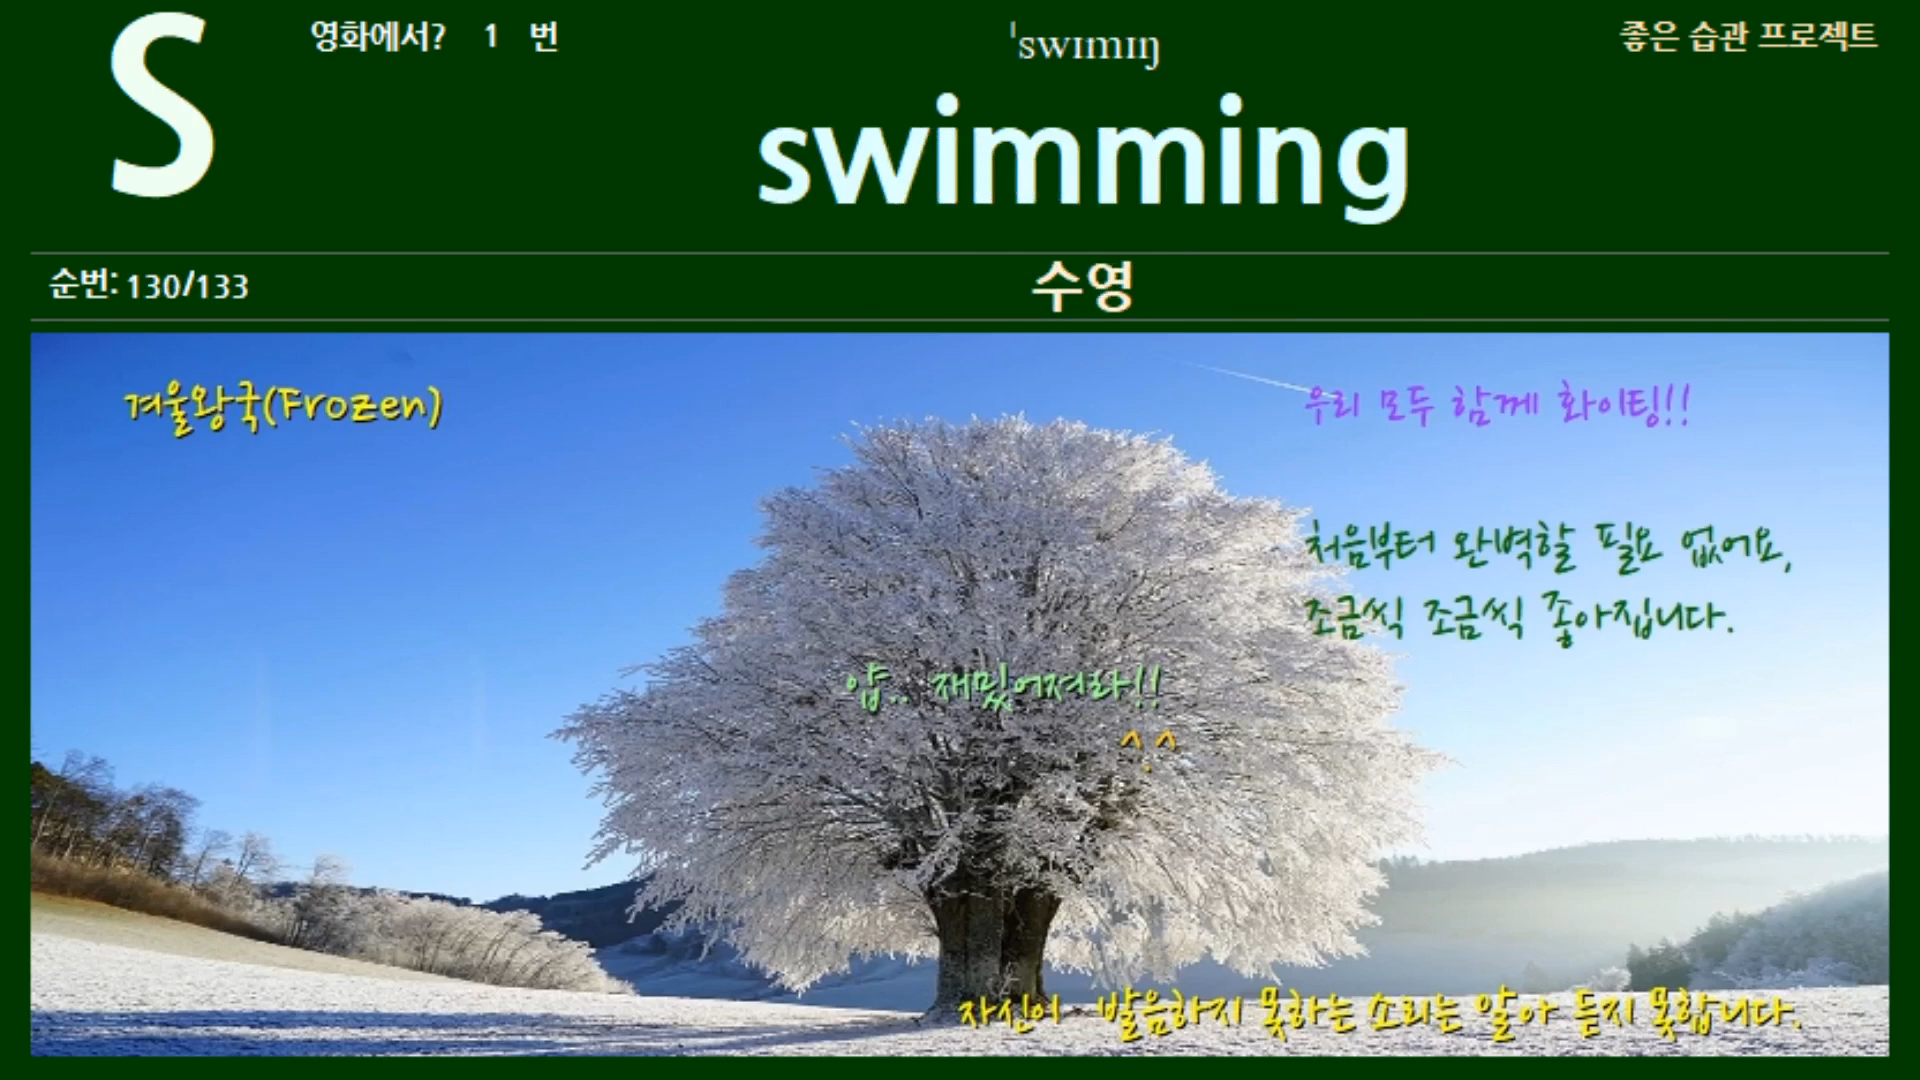 S
영화에서? 1 번
ˈswɪmɪŋ
좋은 습관 프로젝트
swimming
순번: 130/133
수영
겨울왕국(Frozen)
우리 모두 함께 화이팅!!
처음부터 완벽할 필요 없어요,
조금씩 조금씩 좋아집니다.
얍.. 재밌어져라!!
^.^
자신이 발음하지 못하는 소리는 알아 듣지 못합니다.